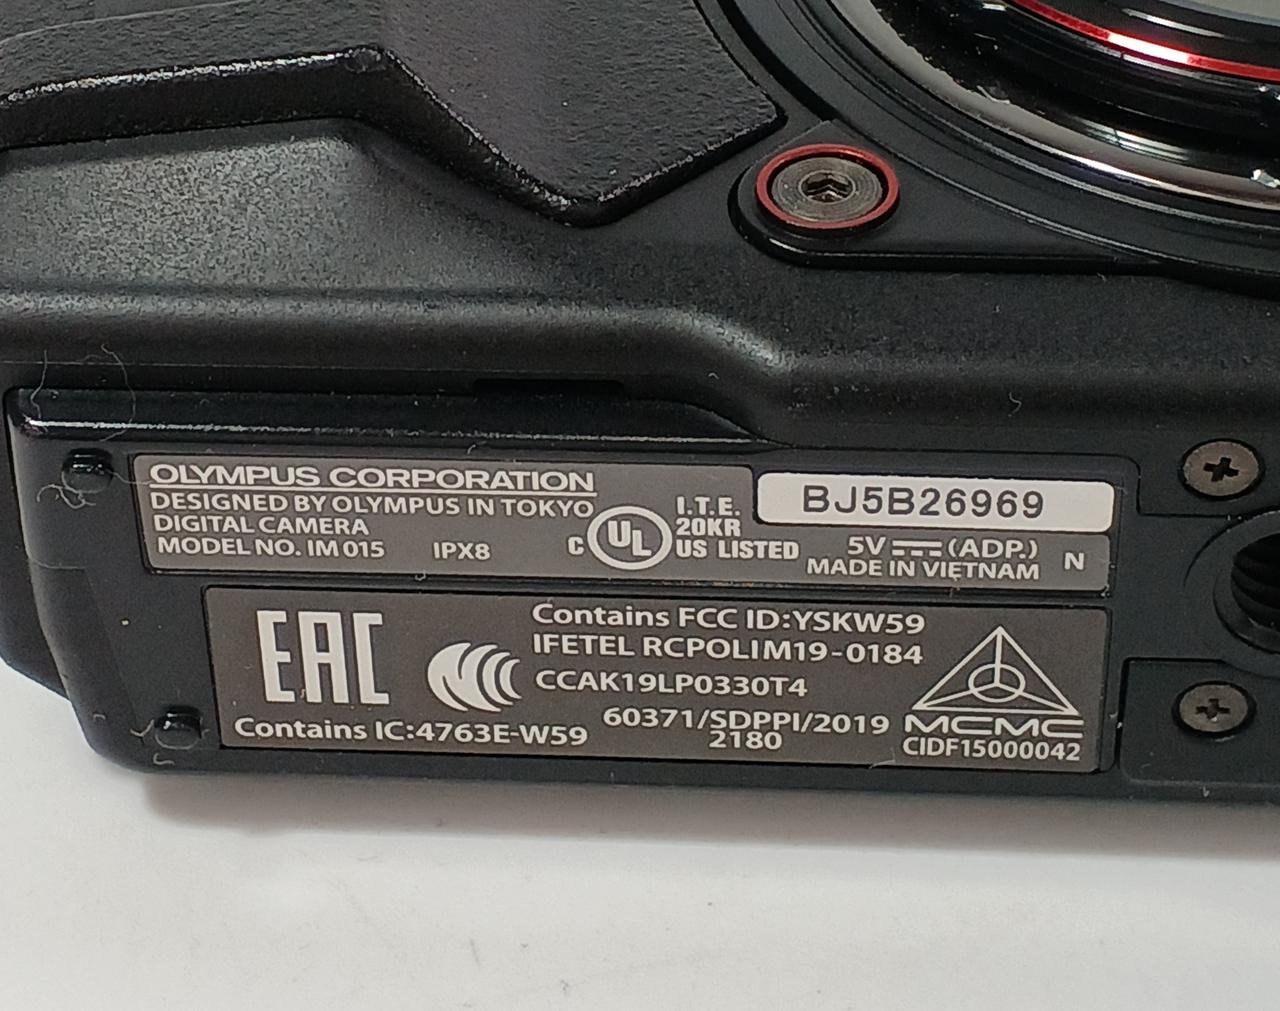 OLYMPUS CORPORATION
DESIGNED BY OLYMPUS IN TOKYO
DIGITAL CAMERA
MODEL NO. IM 015 IPX8
C UL US LISTED
I.T.E.
20KR
BJ5B26969
5V (ADP.)
MADE IN VIETNAM
N
EAC
Contains FCC ID:YSKW59
IFETEL RCPOLIM19-0184
CCAK19LP0330T4
Contains IC:4763E-W59
60371/SDPPI/2019
2180
MCMC
CIDF15000042